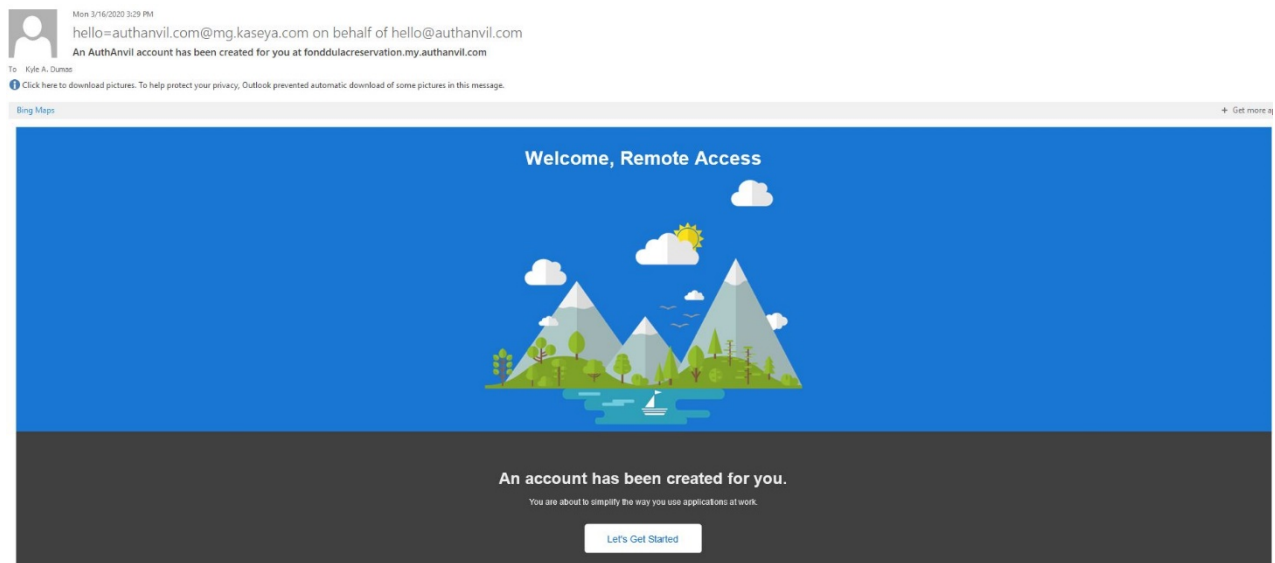 Mon 3/16/2020 3:29 PM
hello=authanvil.com@mg.kaseya.com on behalf of hello@authanvil.com
An AuthAnvil account has been created for you at fonddulacreservation.my.authanvil.com
To Kyle A. Dumas
Click here to download pictures. To help protect your privacy, Outlook prevented automatic download of some pictures in this message.
Bing Maps
+ Get more a
Welcome, Remote Access
An account has been created for you.
You are about to simplify the way you use applications at work.
Let's Get Started